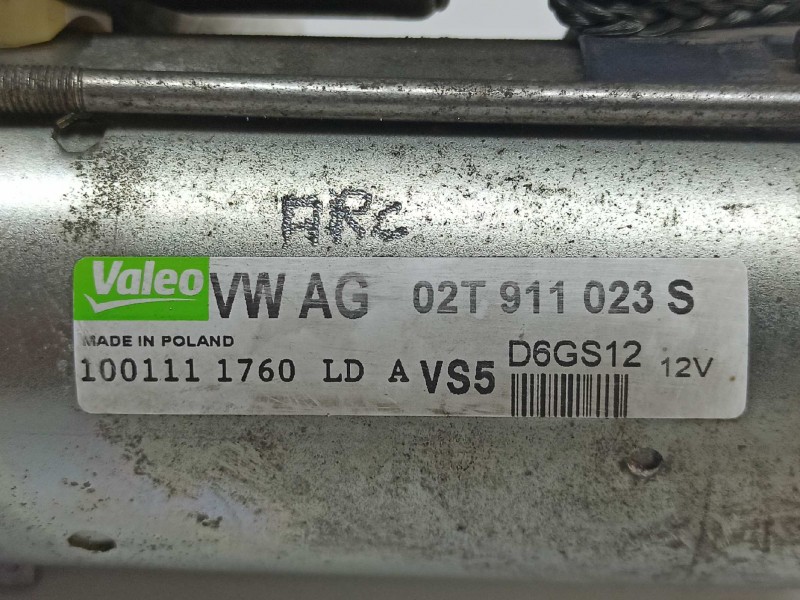 ARc
Valeo VW AG 02T 911 023 S
MADE IN POLAND
100111 1760 LD A VS5 D6GS12 12V